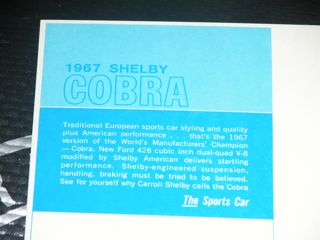 1967 SHELBY
COBRA
Traditional European sports car styling and quality
plus American performance . . . that's the 1967
version of the World's Manufacturers' Champion
— Cobra. New Ford 428 cubic inch dual-quad V-8
modified by Shelby American delivers startling
performance. Shelby-engineered suspension,
handling, braking must be tried to be believed.
See for yourself why Carroll Shelby calls the Cobra
The Sports Car